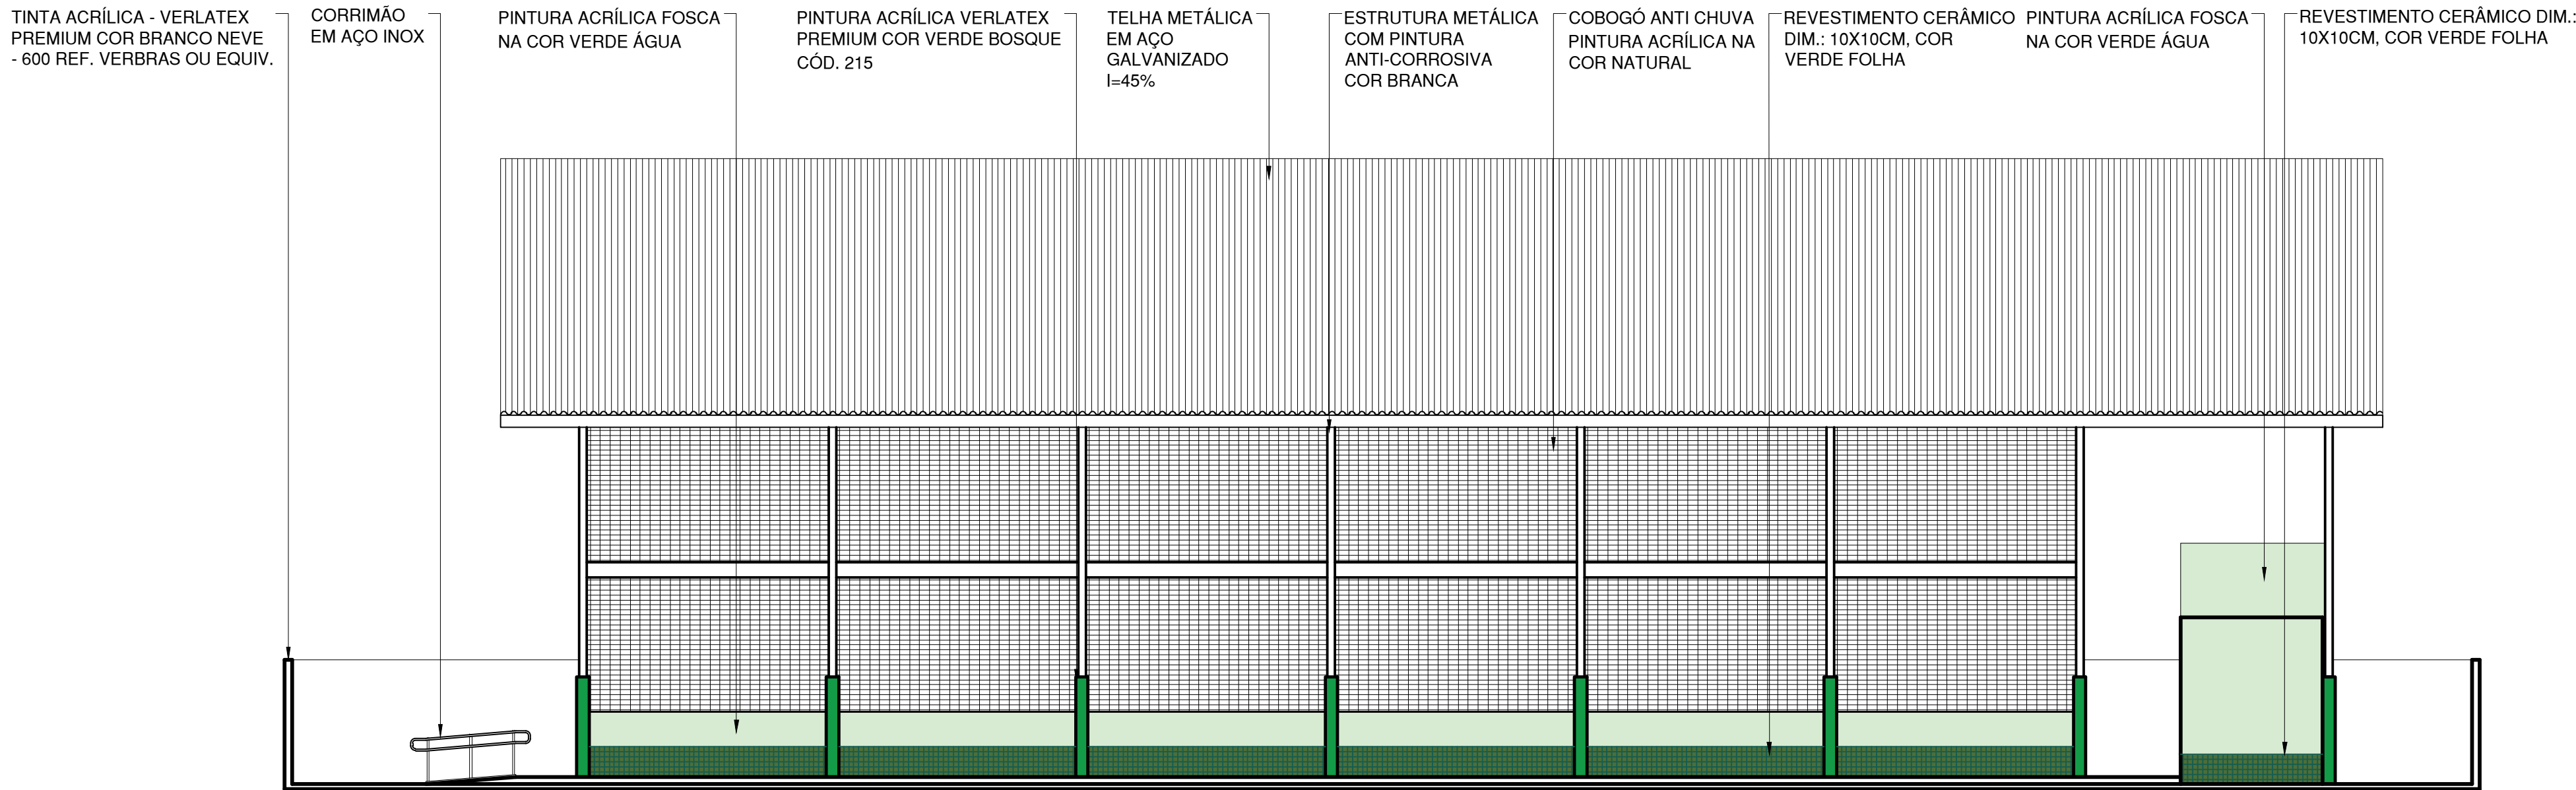 TINTA ACRÍLICA - VERLATEX
PREMIUM COR BRANCO NEVE
- 600 REF. VERBRAS OU EQUIV.
CORRIMÃO
EM AÇO INOX
PINTURA ACRÍLICA FOSCA
NA COR VERDE ÁGUA
PINTURA ACRÍLICA VERLATEX
PREMIUM COR VERDE BOSQUE
CÓD. 215
TELHA METÁLICA
EM AÇO
GALVANIZADO
I=45%
ESTRUTURA METÁLICA
COM PINTURA
ANTI-CORROSIVA
COR BRANCA
COBOGÓ ANTI CHUVA
PINTURA ACRÍLICA NA
COR NATURAL
REVESTIMENTO CERÂMICO
DIM.: 10X10CM, COR
VERDE FOLHA
PINTURA ACRÍLICA FOSCA
NA COR VERDE ÁGUA
REVESTIMENTO CERÂMICO DIM.:
10X10CM, COR VERDE FOLHA